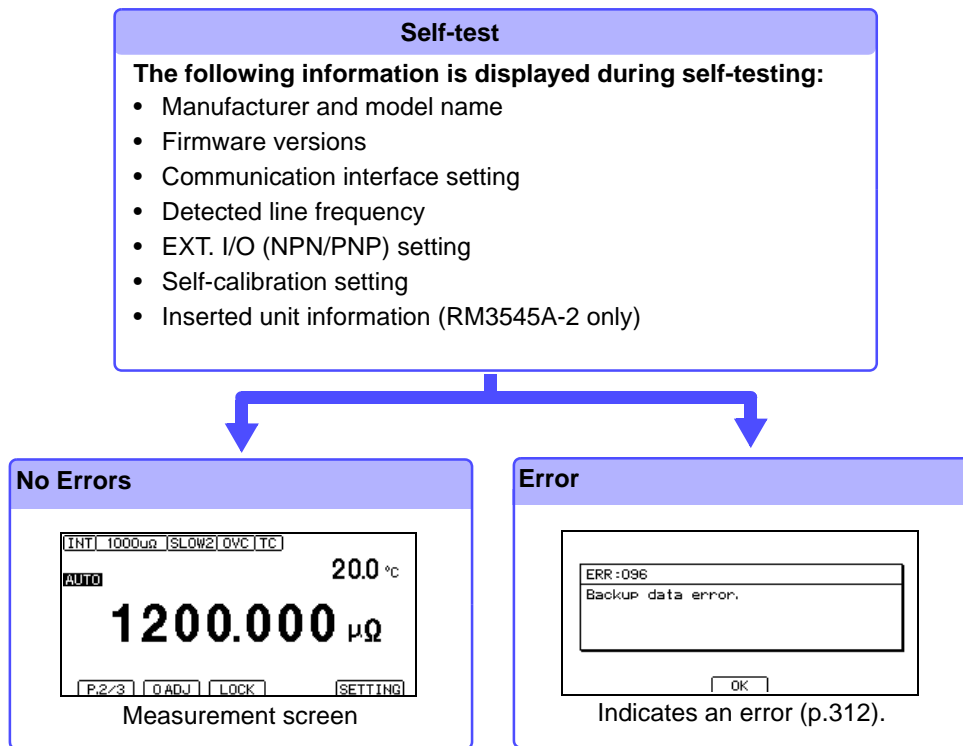 Self-test
The following information is displayed during self-testing:
• Manufacturer and model name
• Firmware versions
• Communication interface setting
• Detected line frequency
• EXT. I/O (NPN/PNP) setting
• Self-calibration setting
• Inserted unit information (RM3545A-2 only)
No Errors
INT 1000uΩ SLOW2 OVC TC
AUTO 20.0 °C
1200.000 μΩ
P.2/3 0 ADJ LOCK SETTING
Measurement screen
Error
ERR:096
Backup data error.
OK
Indicates an error (p.312).